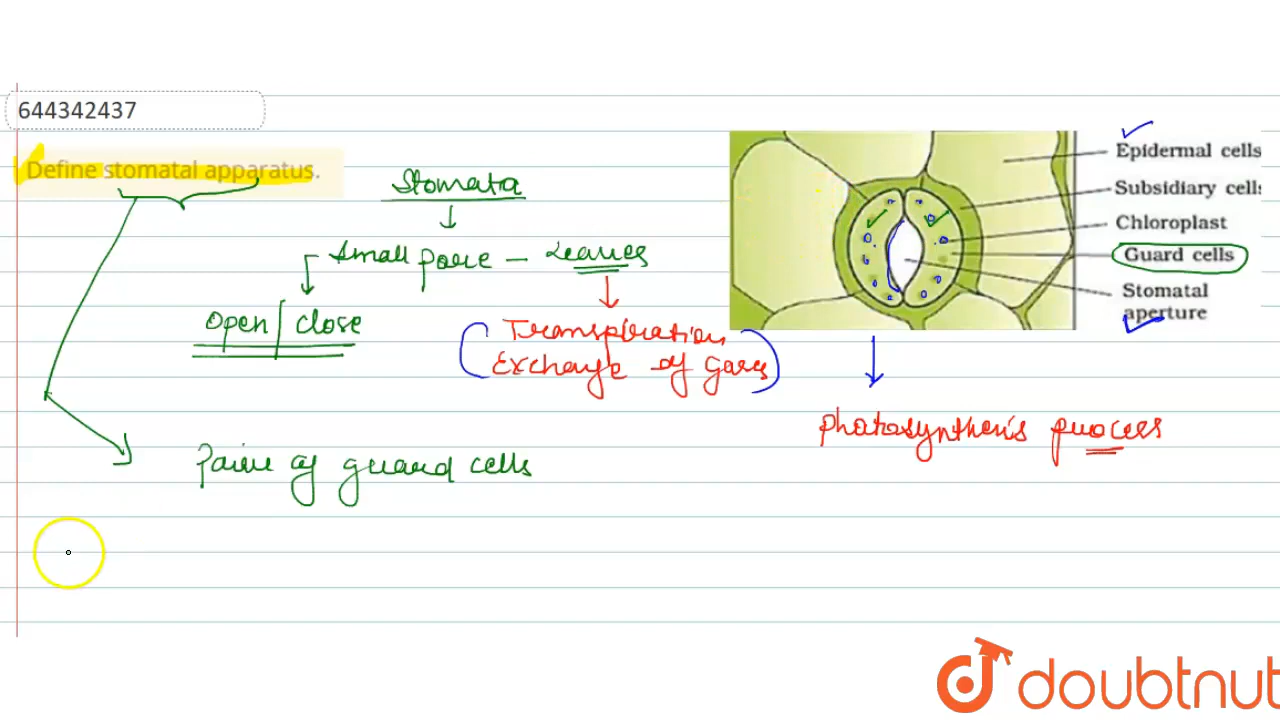 644342437
Define stomatal apparatus.
Stomata
Small pore - Leaves
Open/close
Transpiration
Exchange of Gases
Pair of guard cells
Epidermal cells
Subsidiary cells
Chloroplast
Guard cells
Stomatal
aperture
Photosynthesis process
doubtnut